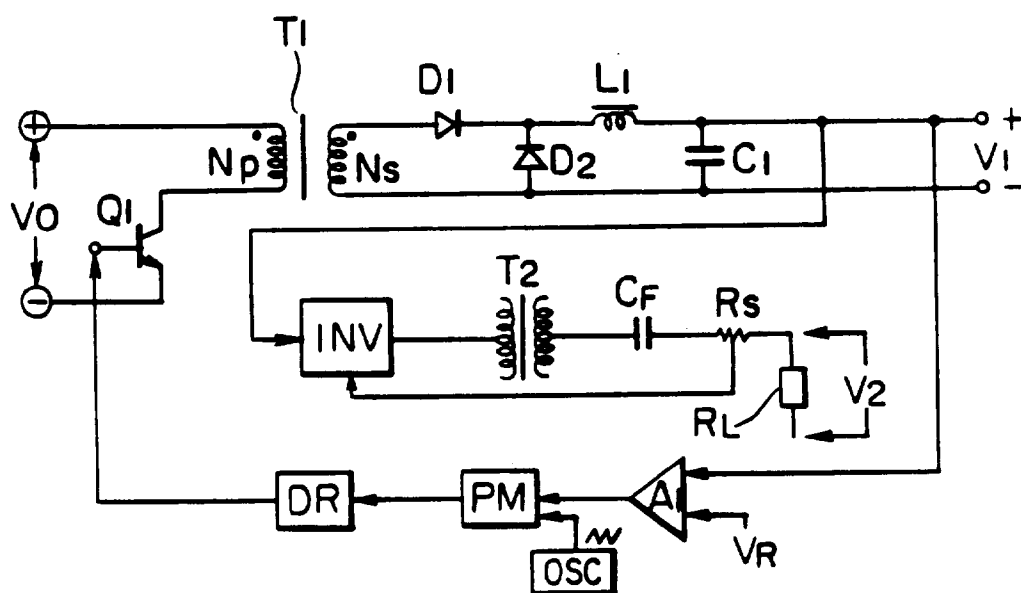 T1
D1
L1
+
Np
Ns
D2
C1
+
V1
−
Q1
VO
−
T2
CF
RS
INV
RL
V2
DR
PM
A1
VR
OSC